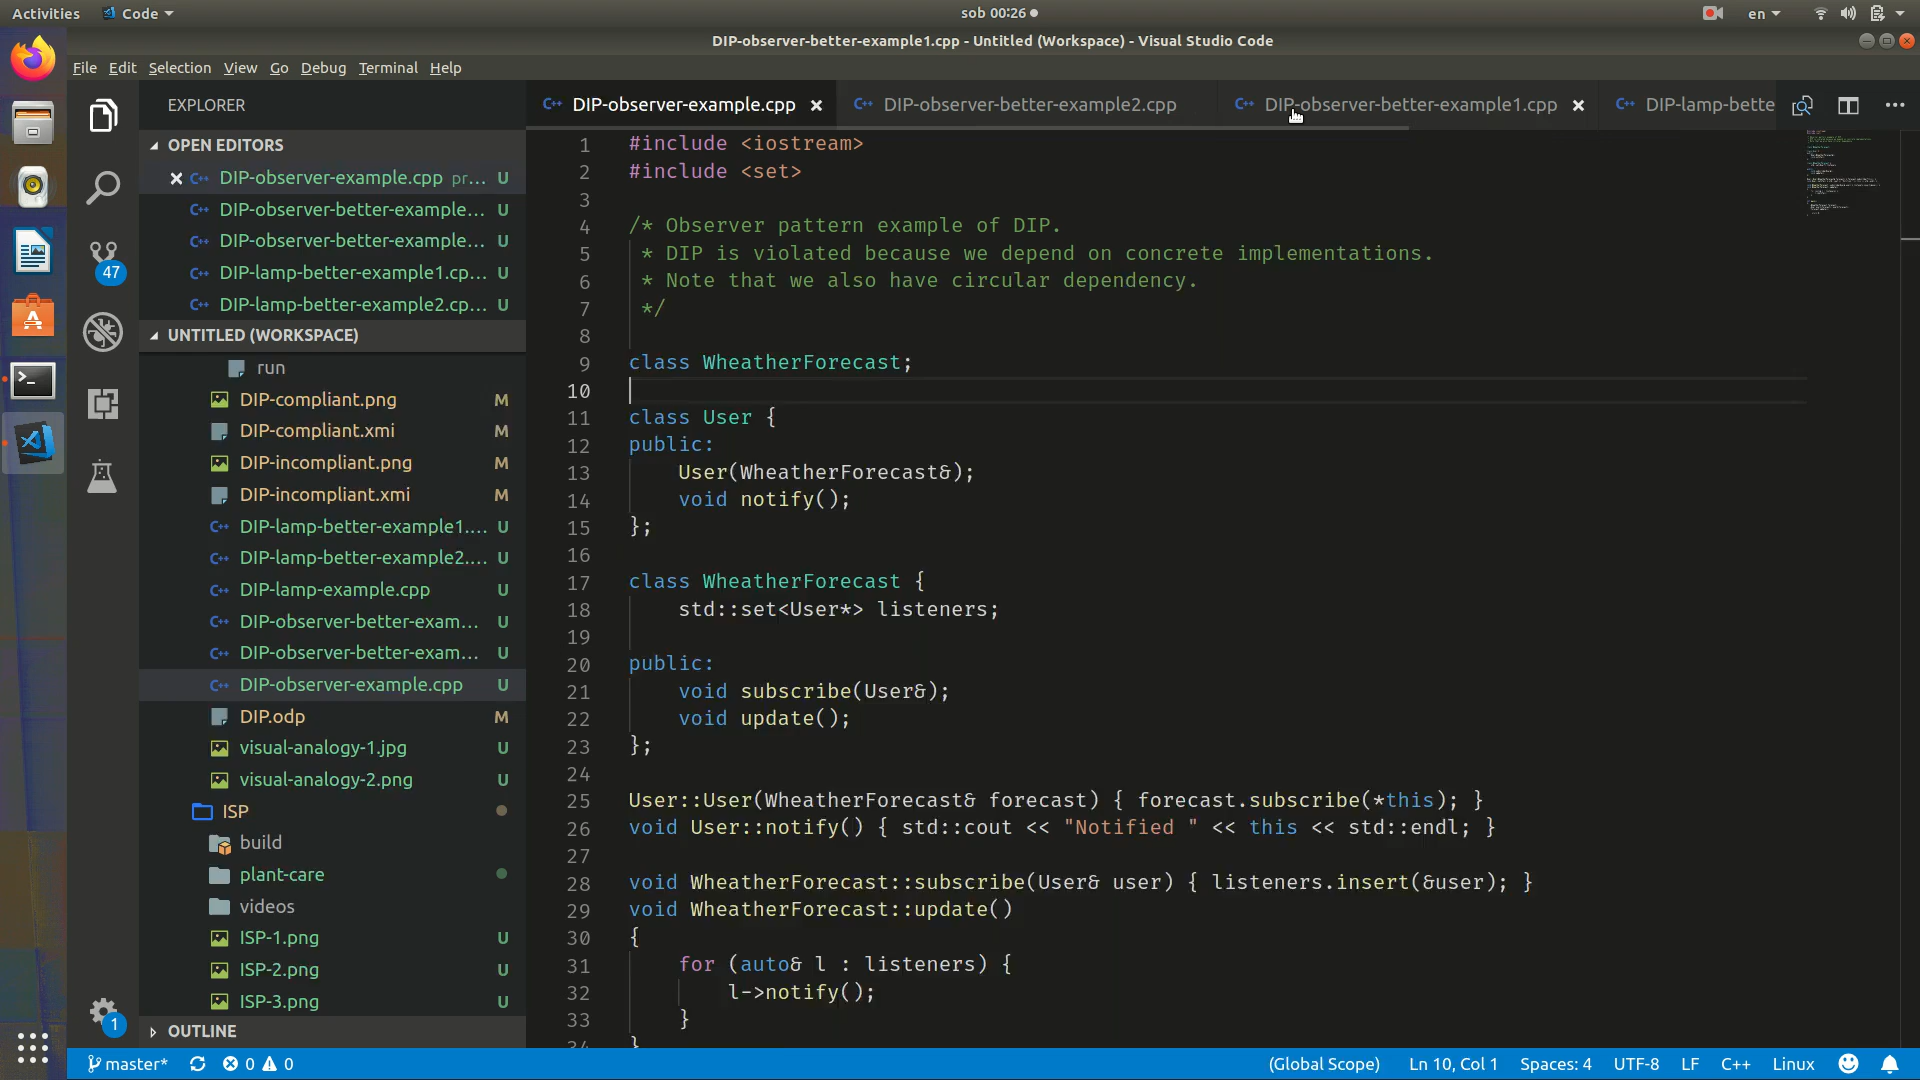 Activities
Code
sob 00:26
en
DIP-observer-better-example1.cpp - Untitled (Workspace) - Visual Studio Code
File Edit Selection View Go Debug Terminal Help
EXPLORER
OPEN EDITORS
DIP-observer-example.cpp pr... U
DIP-observer-better-example... U
DIP-observer-better-example... U
DIP-lamp-better-example1.cp... U
DIP-lamp-better-example2.cp... U
UNTITLED (WORKSPACE)
run
DIP-compliant.png M
DIP-compliant.xmi M
DIP-incompliant.png M
DIP-incompliant.xmi M
DIP-lamp-better-example1.... U
DIP-lamp-better-example2.... U
DIP-lamp-example.cpp U
DIP-observer-better-exam... U
DIP-observer-better-exam... U
DIP-observer-example.cpp U
DIP.odp M
visual-analogy-1.jpg U
visual-analogy-2.png U
ISP
build
plant-care
videos
ISP-1.png U
ISP-2.png U
ISP-3.png U
OUTLINE
47
1
C++ DIP-observer-example.cpp
C++ DIP-observer-better-example2.cpp
C++ DIP-observer-better-example1.cpp
C++ DIP-lamp-bette
1 #include <iostream>
2 #include <set>
3
4 /* Observer pattern example of DIP.
5 * DIP is violated because we depend on concrete implementations.
6 * Note that we also have circular dependency.
7 */
8
9 class WheatherForecast;
10
11 class User {
12 public:
13 User(WheatherForecast&);
14 void notify();
15 };
16
17 class WheatherForecast {
18 std::set<User*> listeners;
19
20 public:
21 void subscribe(User&);
22 void update();
23 };
24
25 User::User(WheatherForecast& forecast) { forecast.subscribe(*this); }
26 void User::notify() { std::cout << "Notified " << this << std::endl; }
27
28 void WheatherForecast::subscribe(User& user) { listeners.insert(&user); }
29 void WheatherForecast::update()
30 {
31 for (auto& l : listeners) {
32 l->notify();
33 }
34 }
master* 0 0
(Global Scope) Ln 10, Col 1 Spaces: 4 UTF-8 LF C++ Linux